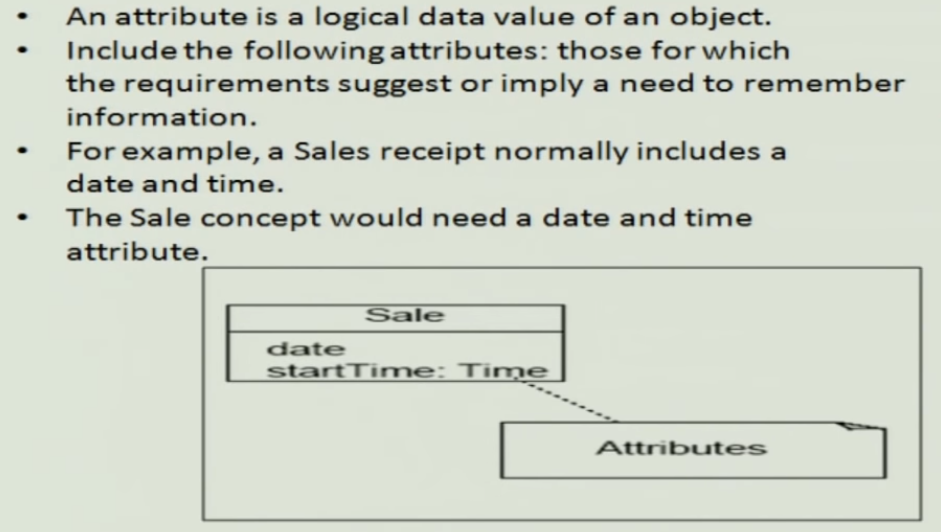 • An attribute is a logical data value of an object.
• Include the following attributes: those for which
the requirements suggest or imply a need to remember
information.
• For example, a Sales receipt normally includes a
date and time.
• The Sale concept would need a date and time
attribute.
Sale
date
startTime: Time
Attributes